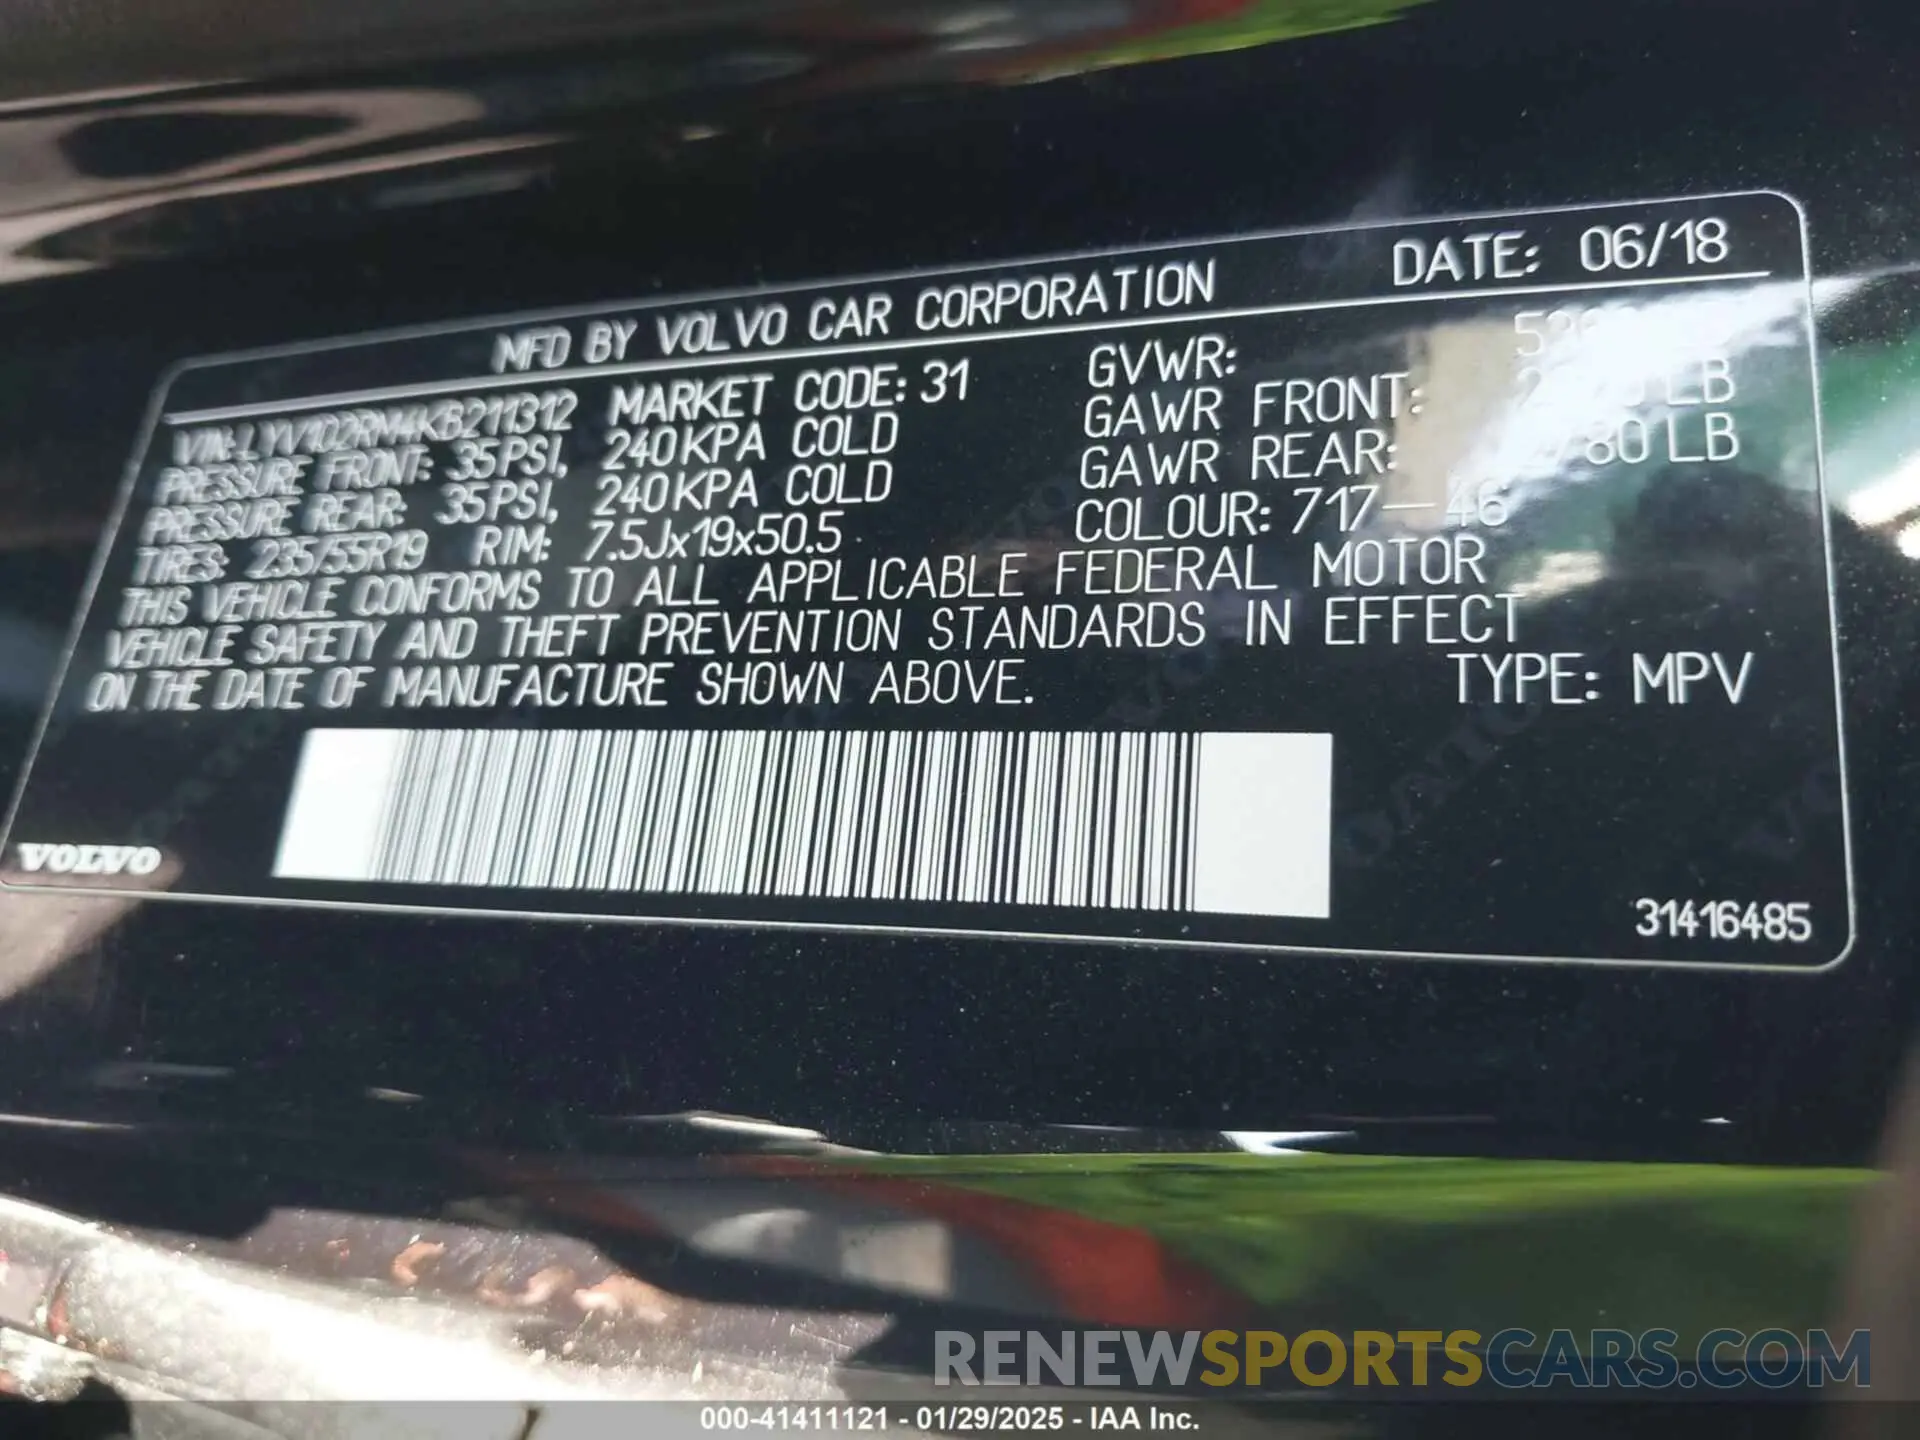 MFD BY VOLVO CAR CORPORATION DATE: 06/18
VIN: LYV102RM4KB211312 MARKET CODE: 31 GVWR:
PRESSURE FRONT: 35PSI, 240KPA COLD GAWR FRONT: LB
PRESSURE REAR: 35PSI, 240KPA COLD GAWR REAR: LB
TIRES: 235/55R19 RIM: 7.5Jx19x50.5 COLOUR: 717-46
THIS VEHICLE CONFORMS TO ALL APPLICABLE FEDERAL MOTOR
VEHICLE SAFETY AND THEFT PREVENTION STANDARDS IN EFFECT
ON THE DATE OF MANUFACTURE SHOWN ABOVE. TYPE: MPV
VOLVO
31416485
RENEWSPORTSCARS.COM
000-41411121 - 01/29/2025 - IAA Inc.